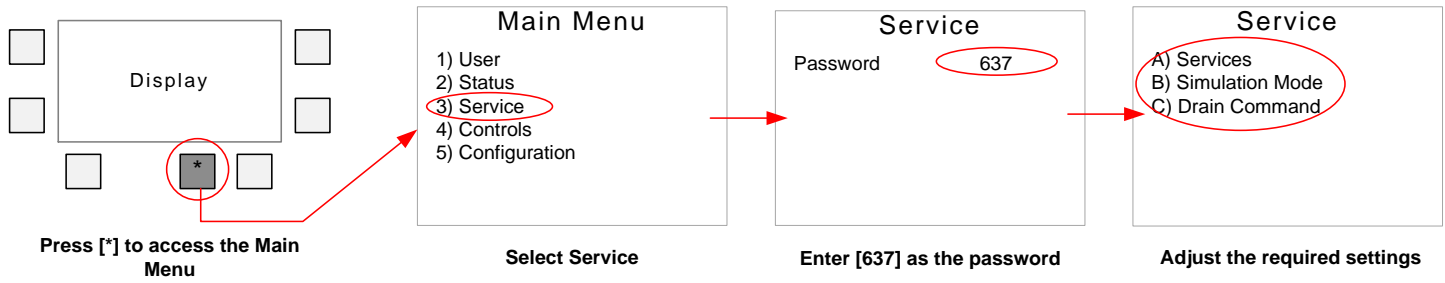 Display
*
Press [*] to access the Main
Menu
Main Menu
1) User
2) Status
3) Service
4) Controls
5) Configuration
Select Service
Service
Password 637
Enter [637] as the password
Service
A) Services
B) Simulation Mode
C) Drain Command
Adjust the required settings